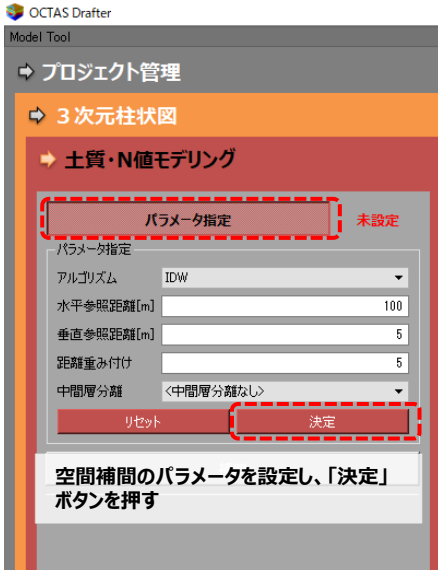 OCTAS Drafter
Model Tool
プロジェクト管理
３次元柱状図
土質・N値モデリング
パラメータ指定 未設定
パラメータ指定
アルゴリズム IDW
水平参照距離[m] 100
垂直参照距離[m] 5
距離重み付け 5
中間層分離 <中間層分離なし>
リセット 決定
空間補間のパラメータを設定し、「決定」
ボタンを押す